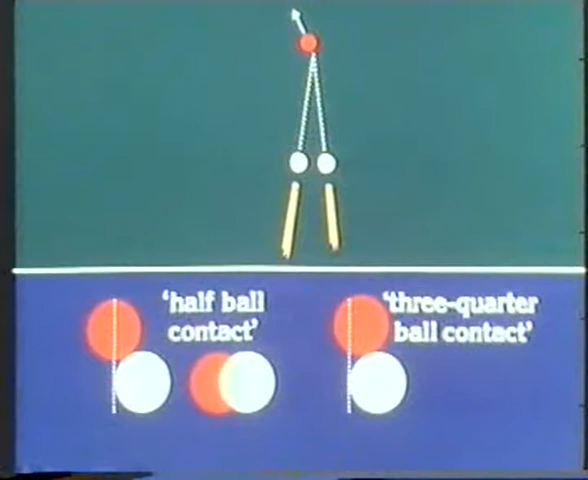 ‘half ball
contact’
‘three-quarter
ball contact’